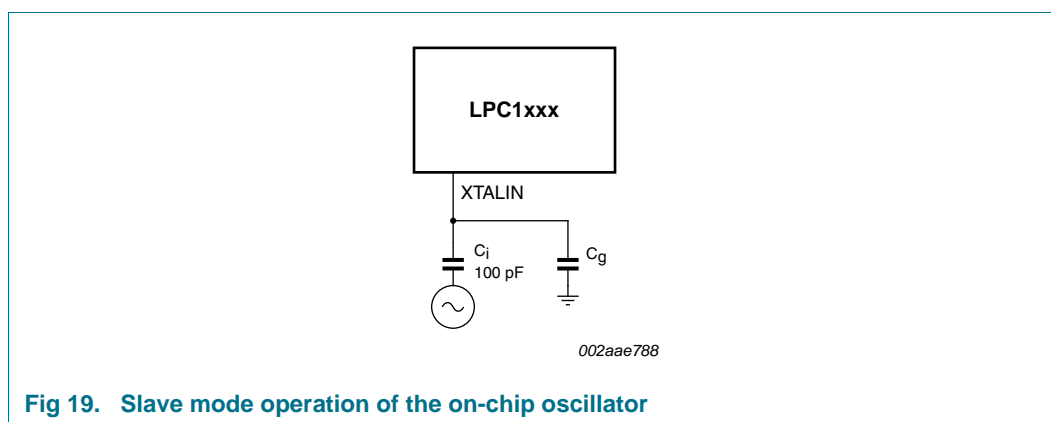 LPC1xxx
XTALIN
Ci
100 pF
Cg
002aae788
Fig 19. Slave mode operation of the on-chip oscillator